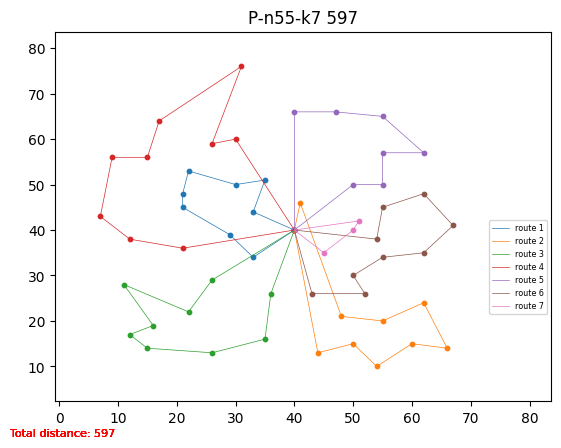 P-n55-k7 597
80
70
60
50
40
30
20
10
0 10 20 30 40 50 60 70 80
route 1
route 2
route 3
route 4
route 5
route 6
route 7
Total distance: 597